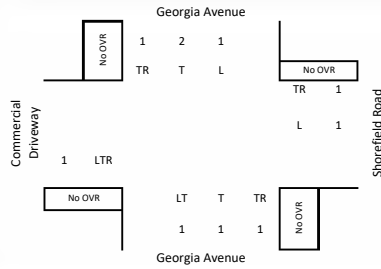 Georgia Avenue
No OVR
1 2 1
TR T L
No OVR
TR 1
L 1
Commercial
Driveway
Shorefield Road
1 LTR
No OVR
LT T TR
1 1 1
No OVR
Georgia Avenue